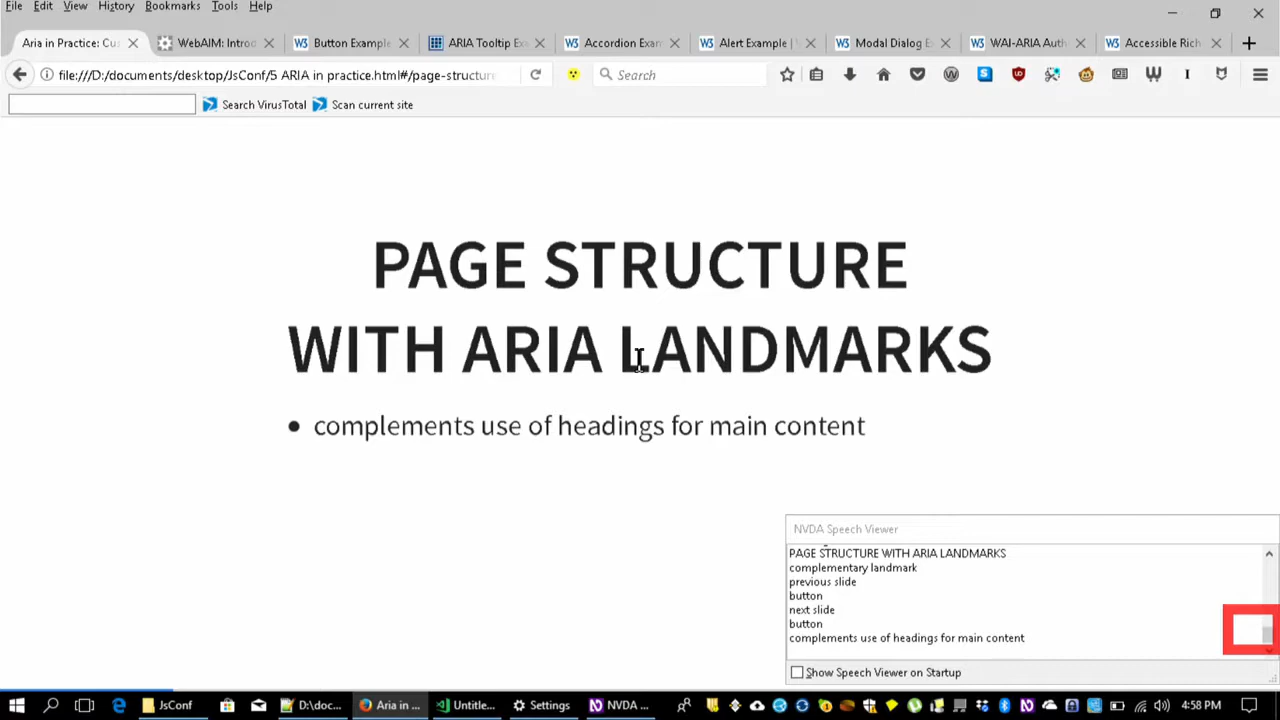 File Edit View History Bookmarks Tools Help
Aria in Practice: Cus WebAIM: Introd Button Example ARIA Tooltip Exa Accordion Exam Alert Example | W Modal Dialog E WAI-ARIA Auth Accessible Rich
file:///D:/documents/desktop/JsConf/5 ARIA in practice.html#/page-structure Search
Search VirusTotal Scan current site
PAGE STRUCTURE
WITH ARIA LANDMARKS
• complements use of headings for main content
NVDA Speech Viewer
PAGE STRUCTURE WITH ARIA LANDMARKS
complementary landmark
previous slide
button
next slide
button
complements use of headings for main content
Show Speech Viewer on Startup
JsConf D:\doc... Aria in ... Untitle... Settings NVDA ... 4:58 PM